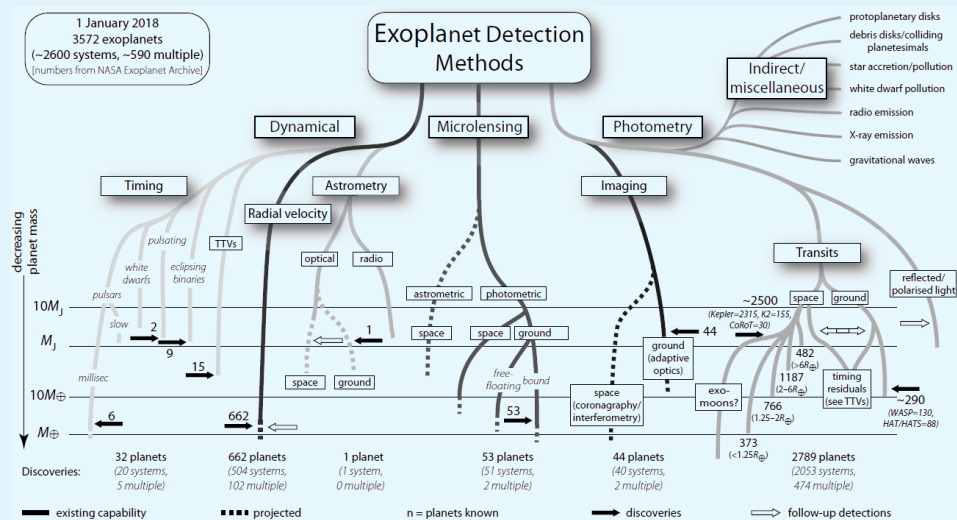 1 January 2018
3572 exoplanets
(~2600 systems, ~590 multiple)
[numbers from NASA Exoplanet Archive]
Exoplanet Detection
Methods
protoplanetary disks
debris disks/colliding
planetesimals
star accretion/pollution
white dwarf pollution
radio emission
X-ray emission
gravitational waves
Indirect/
miscellaneous
Dynamical
Microlensing
Photometry
Timing
Astrometry
Imaging
Radial velocity
Transits
decreasing
planet mass
10MJ
MJ
10M⊕
M⊕
pulsars
slow
millisec
white
dwarfs
pulsating
eclipsing
binaries
TTVs
2
9
15
6
662
optical
radio
1
space
ground
astrometric
photometric
space
space
ground
free-
floating
bound
53
space
(coronagraphy/
interferometry)
ground
(adaptive
optics)
44
~2500
(Kepler=2315, K2=155,
CoRoT=30)
space
ground
reflected/
polarised light
exo-
moons?
482
(>6R⊕)
1187
(2–6R⊕)
766
(1.25–2R⊕)
373
(<1.25R⊕)
timing
residuals
(see TTVs)
~290
(WASP=130,
HAT/HATS=88)
Discoveries:
32 planets
(20 systems,
5 multiple)
662 planets
(504 systems,
102 multiple)
1 planet
(1 system,
0 multiple)
53 planets
(51 systems,
2 multiple)
44 planets
(40 systems,
2 multiple)
2789 planets
(2053 systems,
474 multiple)
existing capability
projected
n = planets known
discoveries
follow-up detections